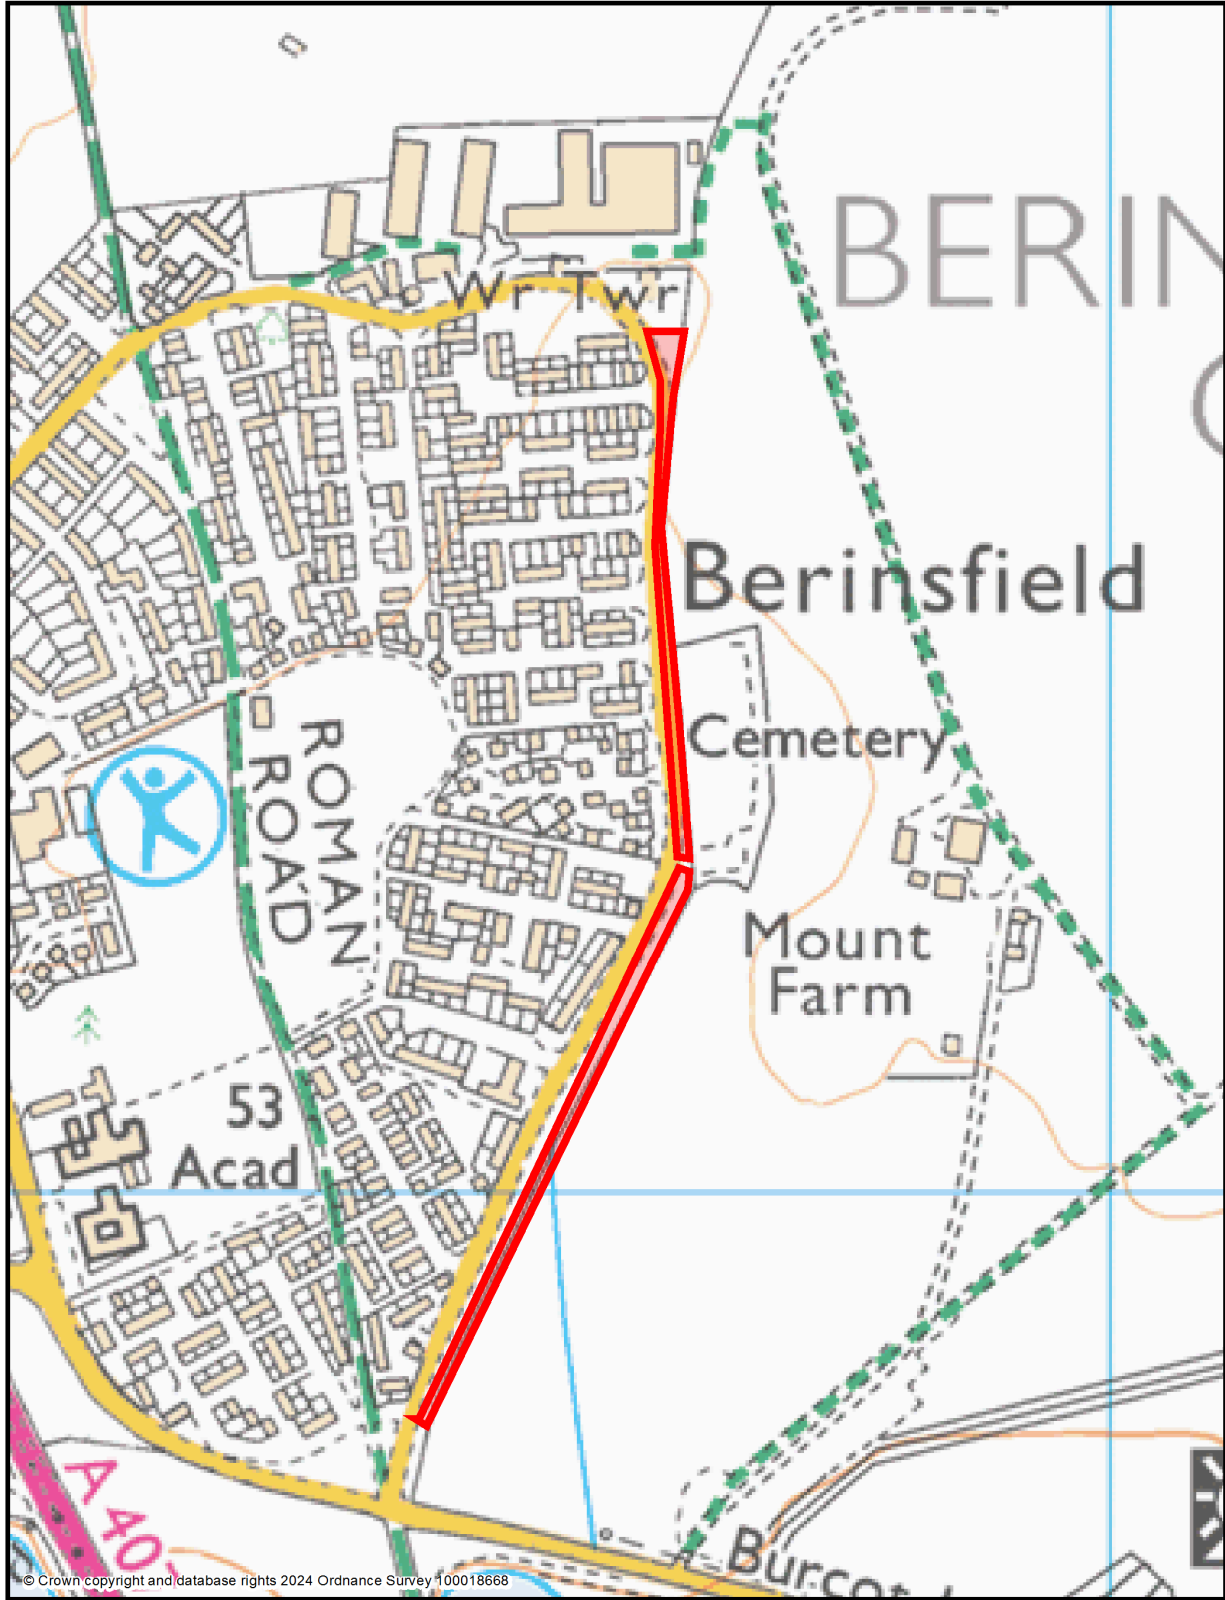 BERIN
Wr Twr
Berinsfield
Cemetery
ROMAN
ROAD
Mount
Farm
53
Acad
A 40
Burcot
© Crown copyright and database rights 2024 Ordnance Survey 100018668